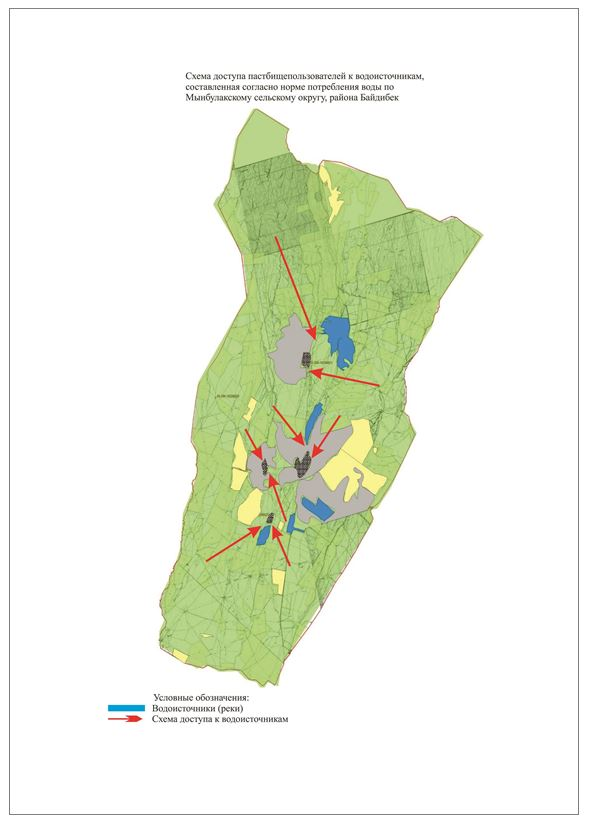 Схема доступа пастбищепользователей к водоисточникам,
составленная согласно норме потребления воды по
Мынбулакскому сельскому округу, района Байдибек
Условные обозначения:
Водоисточники (реки)
Схема доступа к водоисточникам